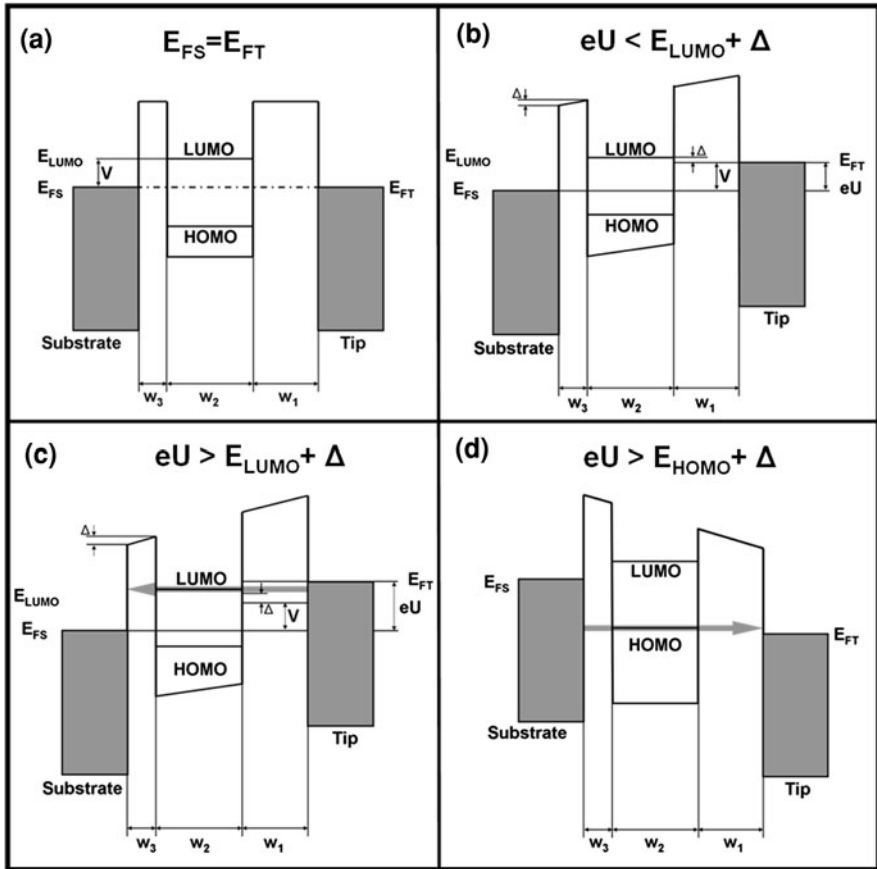 (a)
E_FS=E_FT
E_LUMO
V
LUMO
E_FS
E_FT
HOMO
Substrate
Tip
w₃
w₂
w₁
(b)
eU < E_LUMO + Δ
Δ
E_LUMO
LUMO
Δ
E_FT
V
E_FS
eU
HOMO
Substrate
Tip
w₃
w₂
w₁
(c)
eU > E_LUMO + Δ
Δ
LUMO
E_FT
E_LUMO
Δ
V
eU
E_FS
HOMO
Substrate
Tip
w₃
w₂
w₁
(d)
eU > E_HOMO + Δ
E_FS
LUMO
HOMO
E_FT
Substrate
Tip
w₃
w₂
w₁